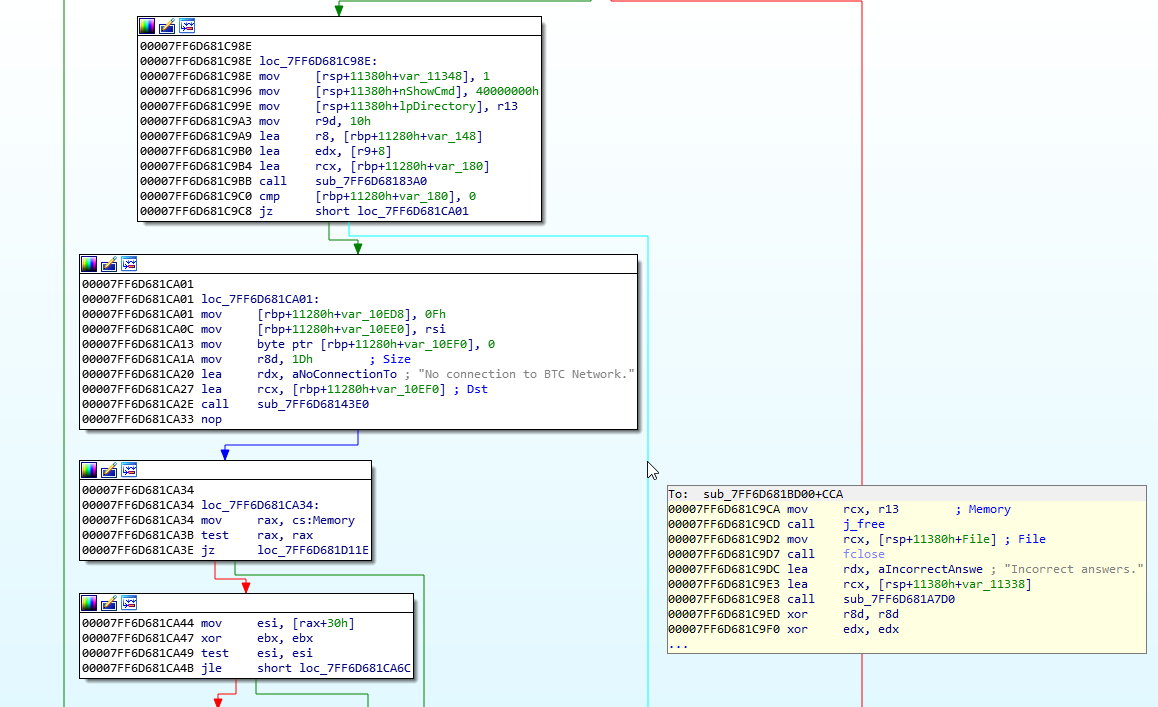 00007FF6D681C98E
00007FF6D681C98E loc_7FF6D681C98E:
00007FF6D681C98E mov     [rsp+11380h+var_11348], 1
00007FF6D681C996 mov     [rsp+11380h+nShowCmd], 40000000h
00007FF6D681C99E mov     [rsp+11380h+lpDirectory], r13
00007FF6D681C9A3 mov     r9d, 10h
00007FF6D681C9A9 lea     r8, [rbp+11280h+var_148]
00007FF6D681C9B0 lea     edx, [r9+8]
00007FF6D681C9B4 lea     rcx, [rbp+11280h+var_180]
00007FF6D681C9BB call    sub_7FF6D68183A0
00007FF6D681C9C0 cmp     [rbp+11280h+var_180], 0
00007FF6D681C9C8 jz      short loc_7FF6D681CA01
00007FF6D681CA01
00007FF6D681CA01 loc_7FF6D681CA01:
00007FF6D681CA01 mov     [rbp+11280h+var_10ED8], 0Fh
00007FF6D681CA0C mov     [rbp+11280h+var_10EE0], rsi
00007FF6D681CA13 mov     byte ptr [rbp+11280h+var_10EF0], 0
00007FF6D681CA1A mov     r8d, 1Dh        ; Size
00007FF6D681CA20 lea     rdx, aNoConnectionTo ; "No connection to BTC Network."
00007FF6D681CA27 lea     rcx, [rbp+11280h+var_10EF0] ; Dst
00007FF6D681CA2E call    sub_7FF6D68143E0
00007FF6D681CA33 nop
00007FF6D681CA34
00007FF6D681CA34 loc_7FF6D681CA34:
00007FF6D681CA34 mov     rax, cs:Memory
00007FF6D681CA3B test    rax, rax
00007FF6D681CA3E jz      loc_7FF6D681D11E
00007FF6D681CA44 mov     esi, [rax+30h]
00007FF6D681CA47 xor     ebx, ebx
00007FF6D681CA49 test    esi, esi
00007FF6D681CA4B jle     short loc_7FF6D681CA6C
To:  sub_7FF6D681BD00+CCA
00007FF6D681C9CA mov     rcx, r13        ; Memory
00007FF6D681C9CD call    j_free
00007FF6D681C9D2 mov     rcx, [rsp+11380h+File] ; File
00007FF6D681C9D7 call    fclose
00007FF6D681C9DC lea     rdx, aIncorrectAnswe ; "Incorrect answers."
00007FF6D681C9E3 lea     rcx, [rsp+11380h+var_11338]
00007FF6D681C9E8 call    sub_7FF6D681A7D0
00007FF6D681C9ED xor     r8d, r8d
00007FF6D681C9F0 xor     edx, edx
...